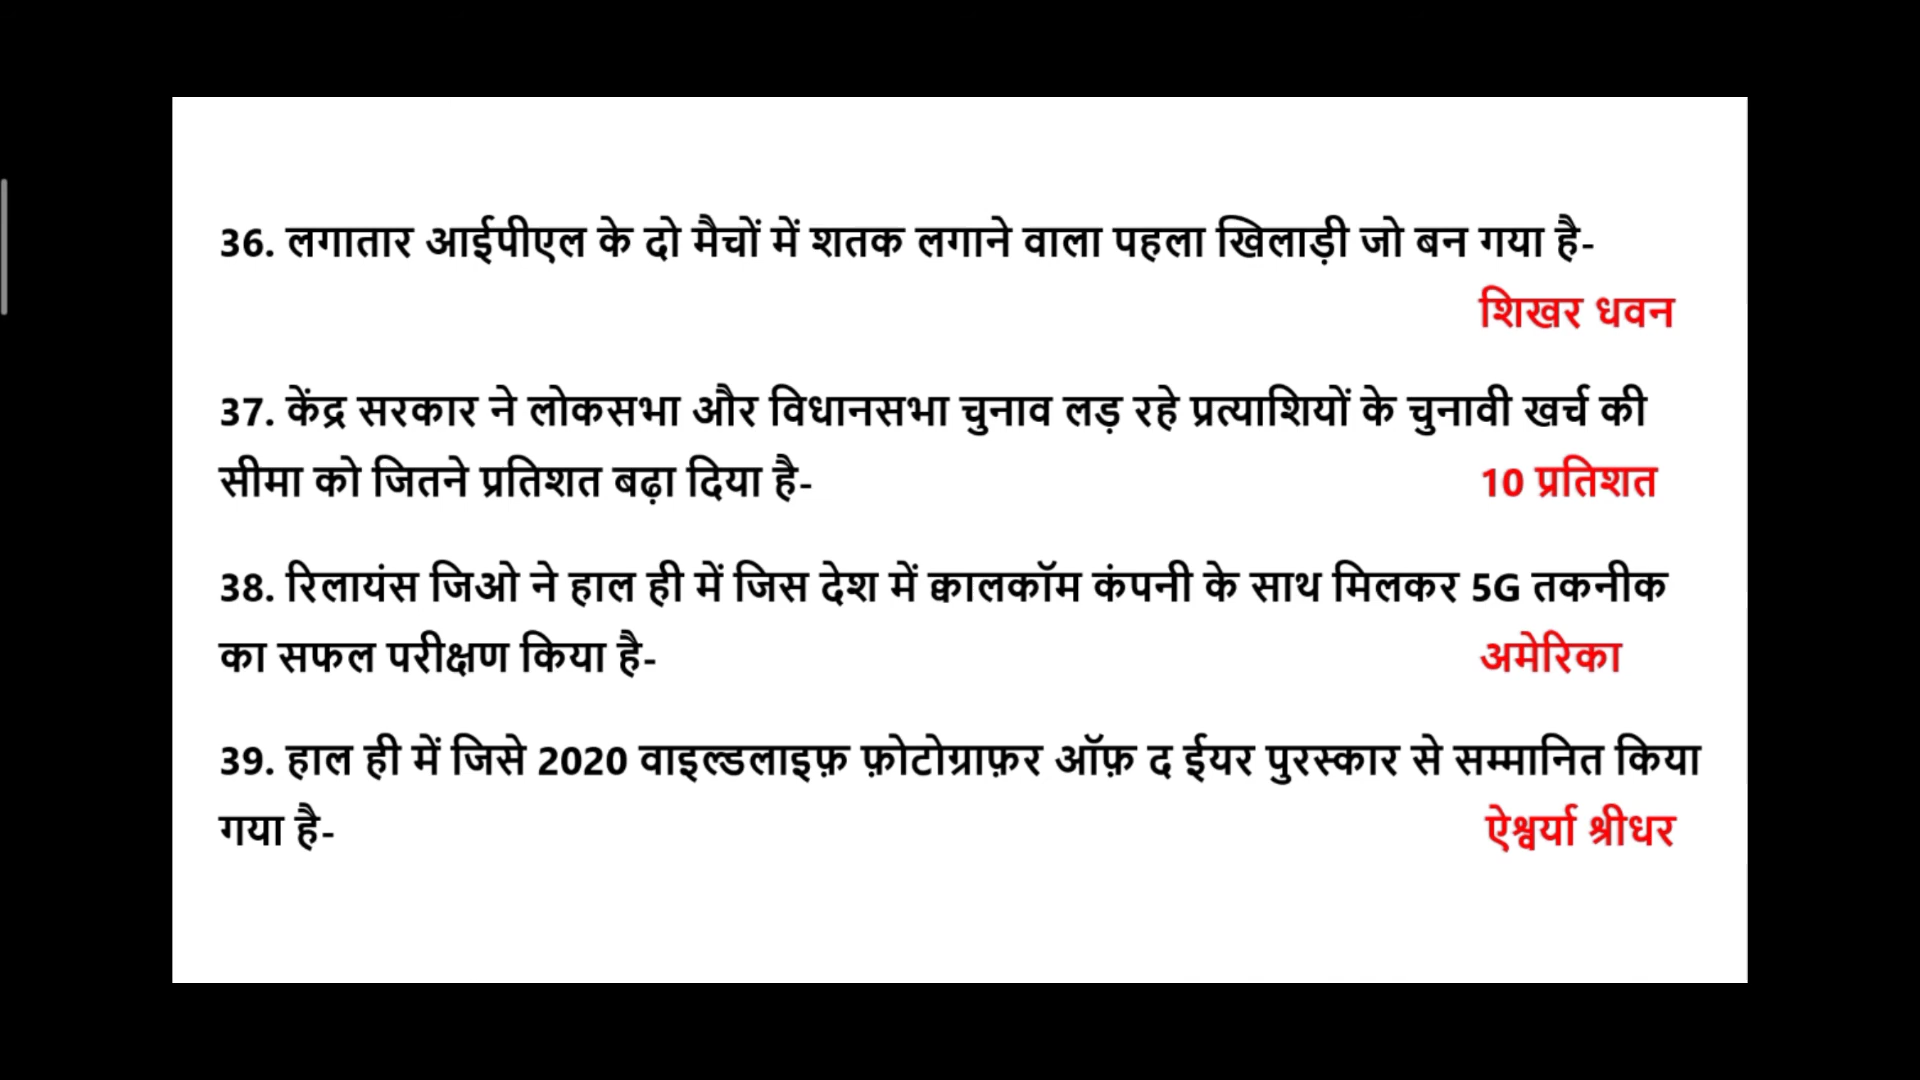 36. लगातार आईपीएल के दो मैचों में शतक लगाने वाला पहला खिलाड़ी जो बन गया है-
शिखर धवन
37. केंद्र सरकार ने लोकसभा और विधानसभा चुनाव लड़ रहे प्रत्याशियों के चुनावी खर्च की
सीमा को जितने प्रतिशत बढ़ा दिया है- 10 प्रतिशत
38. रिलायंस जिओ ने हाल ही में जिस देश में क्वालकॉम कंपनी के साथ मिलकर 5G तकनीक
का सफल परीक्षण किया है- अमेरिका
39. हाल ही में जिसे 2020 वाइल्डलाइफ़ फ़ोटोग्राफ़र ऑफ़ द ईयर पुरस्कार से सम्मानित किया
गया है- ऐश्वर्या श्रीधर